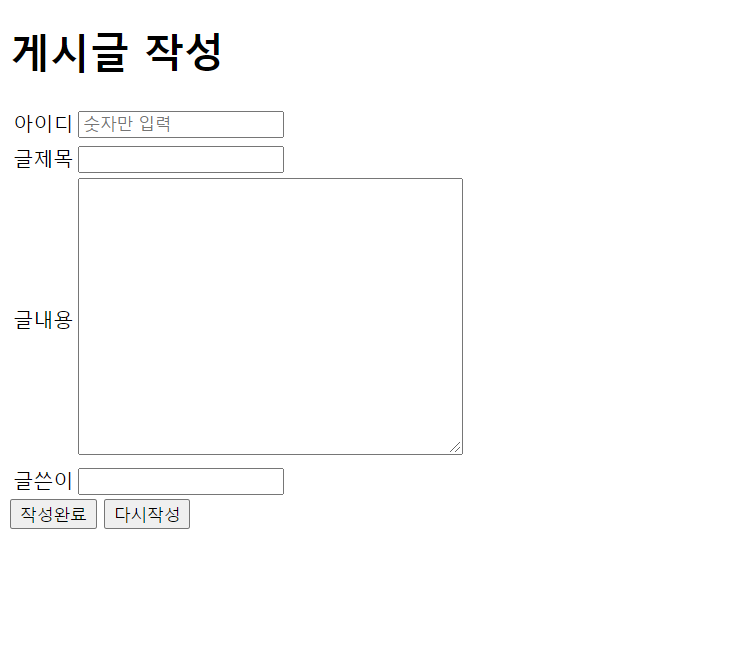 게시글 작성
아이디 숫자만 입력
글제목
글내용
글쓴이
작성완료 다시작성